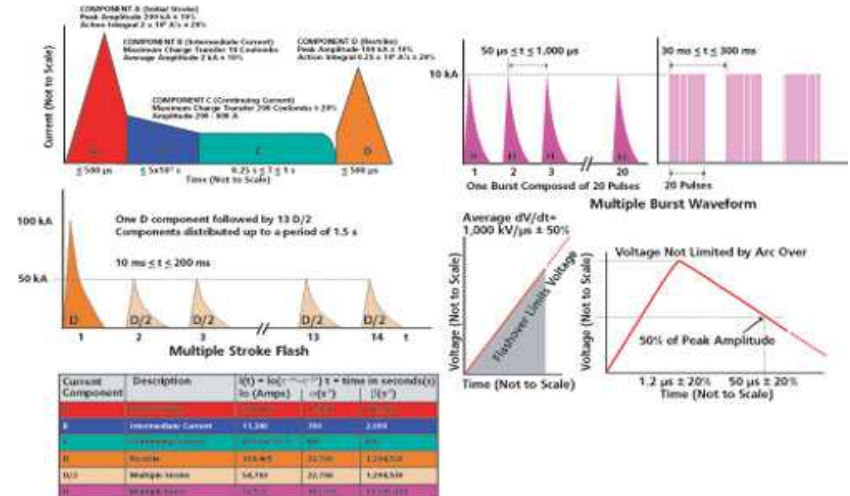 COMPONENT A (Initial Stroke)
Peak Amplitude 200 kA ± 10%
Action Integral 2 x 10⁶ A²s ± 20%
COMPONENT B (Intermediate Current)
Maximum Charge Transfer 10 Coulombs
Average Amplitude 2 kA ± 10%
COMPONENT C (Continuing Current)
Maximum Charge Transfer 200 Coulombs ± 20%
Amplitude 200 - 800 A
COMPONENT D (Restrike)
Peak Amplitude 100 kA ± 10%
Action Integral 0.25 x 10⁶ A²s ± 20%
Current (Not to Scale)
C
D
≤ 500 µs
0.25 s ≤ T ≤ 1 s
≤ 500 µs
Time (Not to Scale)
50 µs ≤ t ≤ 1,000 µs
30 ms ≤ t ≤ 300 ms
10 kA
H
H
H
H
1
2
3
20
One Burst Composed of 20 Pulses
20 Pulses
Multiple Burst Waveform
100 kA
50 kA
One D component followed by 13 D/2
Components distributed up to a period of 1.5 s
10 ms ≤ t ≤ 200 ms
D
D/2
D/2
D/2
D/2
1
2
3
13
14
t
Multiple Stroke Flash
Average dV/dt=
1,000 kV/µs ± 50%
Voltage (Not to Scale)
Flashover Limits Voltage
Time (Not to Scale)
Voltage Not Limited by Arc Over
Voltage (Not to Scale)
50% of Peak Amplitude
1.2 µs ± 20%
50 µs ± 20%
Time (Not to Scale)
Current Component
Description
t = time in seconds(s)
Io (Amps)
B Intermediate Current 11,300 700 2,000
D Restrike 22,708 1,294,530
D/2 Multiple Stroke 54,703 22,708 1,294,530